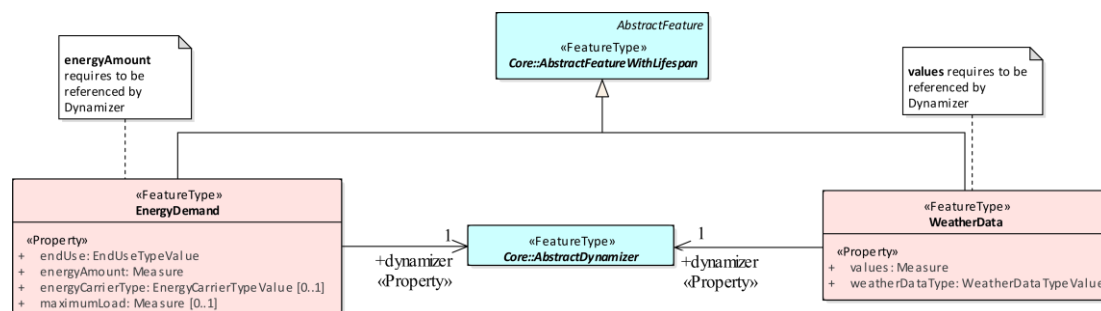 AbstractFeature
«FeatureType»
Core::AbstractFeatureWithLifespan
energyAmount
requires to be
referenced by
Dynamizer
values requires to be
referenced by
Dynamizer
«FeatureType»
EnergyDemand
«Property»
+ endUse: EndUseTypeValue
+ energyAmount: Measure
+ energyCarrierType: EnergyCarrierTypeValue [0..1]
+ maximumLoad: Measure [0..1]
1
+dynamizer
«Property»
«FeatureType»
Core::AbstractDynamizer
1
+dynamizer
«Property»
«FeatureType»
WeatherData
«Property»
+ values: Measure
+ weatherDataType: WeatherDataTypeValue